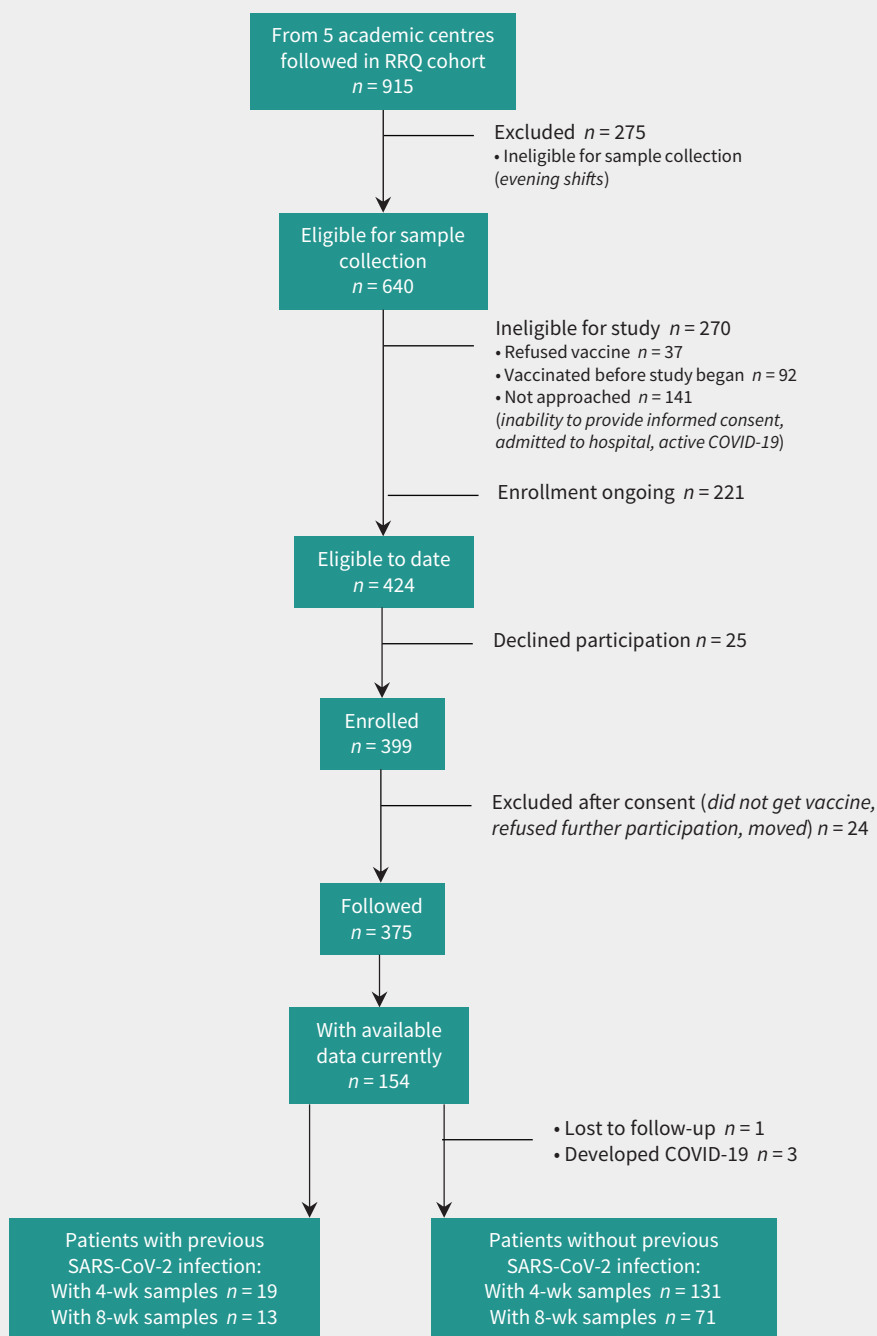 From 5 academic centres
followed in RRQ cohort
n = 915
Excluded n = 275
• Ineligible for sample collection
(evening shifts)
Eligible for sample
collection
n = 640
Ineligible for study n = 270
• Refused vaccine n = 37
• Vaccinated before study began n = 92
• Not approached n = 141
(inability to provide informed consent,
admitted to hospital, active COVID-19)
Enrollment ongoing n = 221
Eligible to date
n = 424
Declined participation n = 25
Enrolled
n = 399
Excluded after consent (did not get vaccine,
refused further participation, moved) n = 24
Followed
n = 375
With available
data currently
n = 154
• Lost to follow-up n = 1
• Developed COVID-19 n = 3
Patients with previous
SARS-CoV-2 infection:
With 4-wk samples n = 19
With 8-wk samples n = 13
Patients without previous
SARS-CoV-2 infection:
With 4-wk samples n = 131
With 8-wk samples n = 71